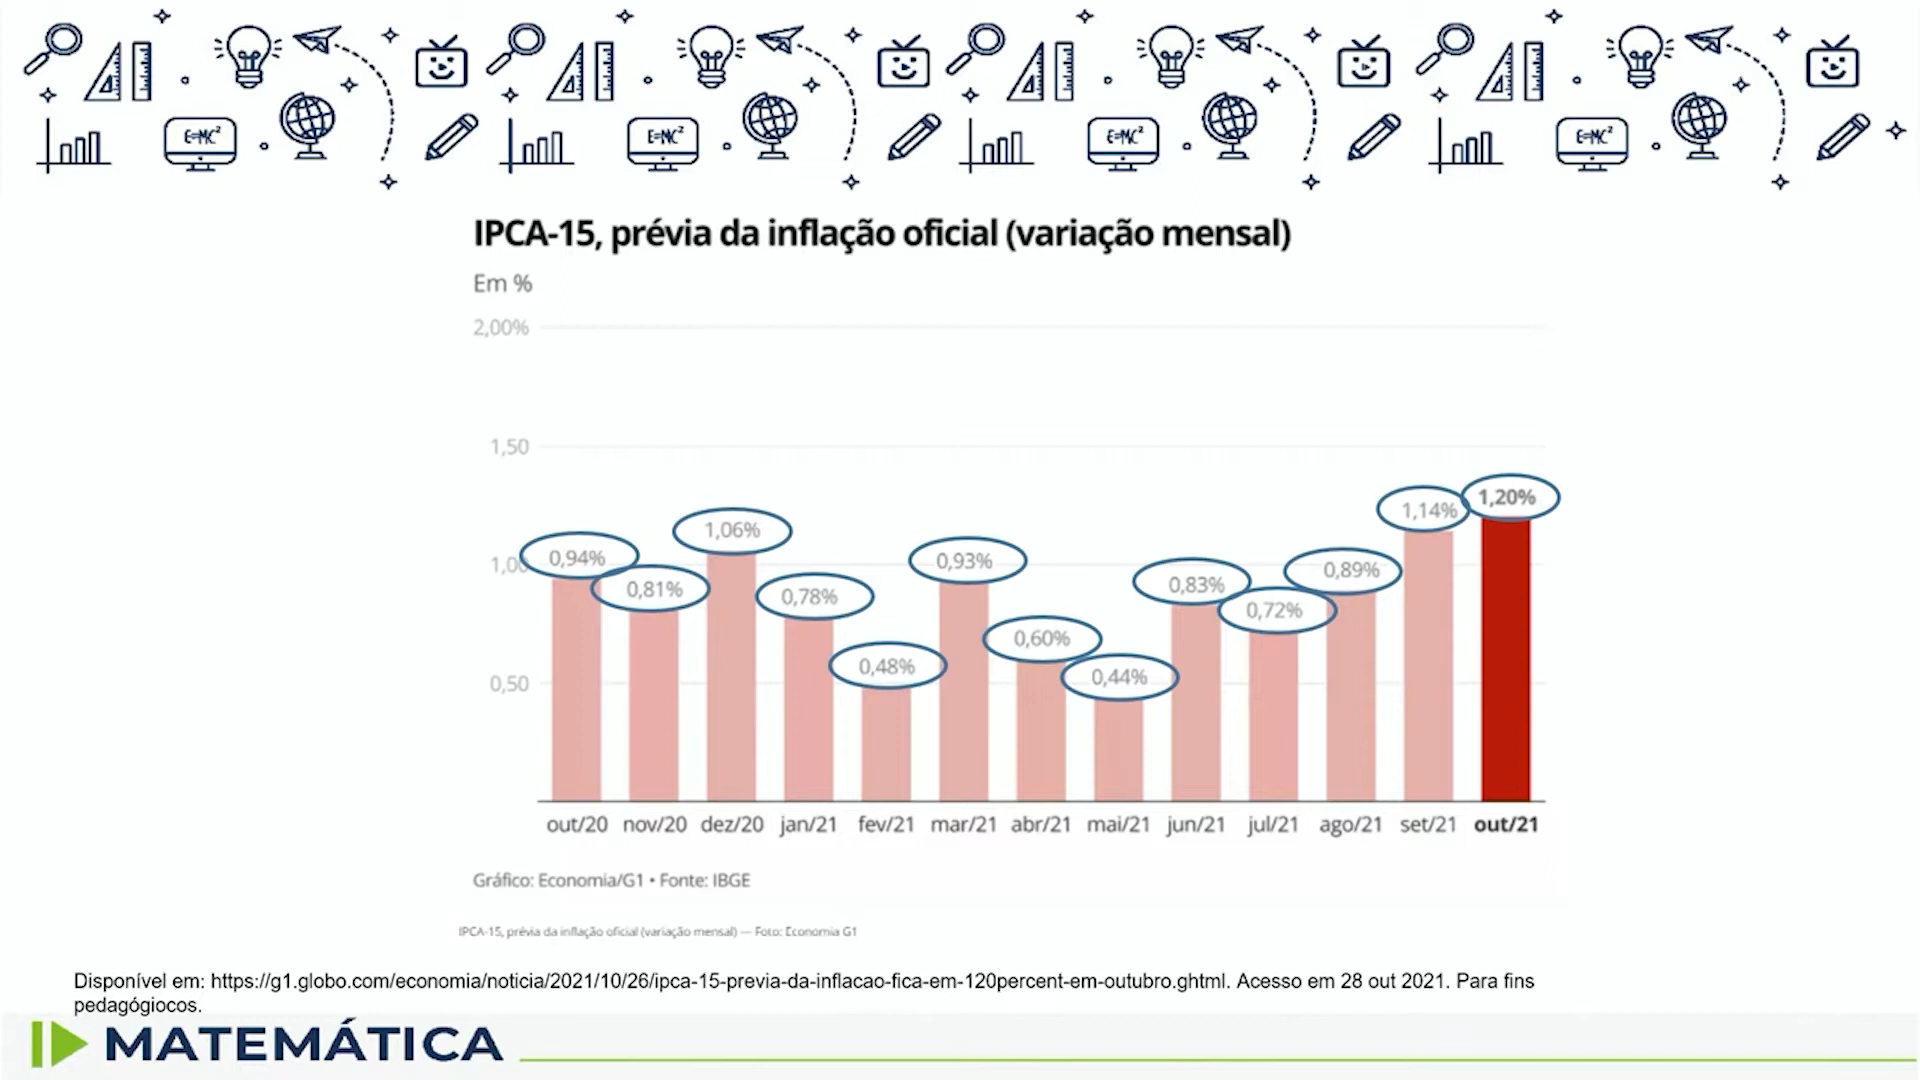 E=MC² E=MC² E=MC² E=MC²
IPCA-15, prévia da inflação oficial (variação mensal)
Em %
2,00%
1,50
1,20%
1,14%
1,06%
0,94%
1,00
0,93%
0,89%
0,83%
0,81%
0,78%
0,72%
0,60%
0,48%
0,44%
0,50
out/20 nov/20 dez/20 jan/21 fev/21 mar/21 abr/21 mai/21 jun/21 jul/21 ago/21 set/21 out/21
Gráfico: Economia/G1 • Fonte: IBGE
IPCA-15, prévia da inflação oficial (variação mensal) — Foto: Economia G1
Disponível em: https://g1.globo.com/economia/noticia/2021/10/26/ipca-15-previa-da-inflacao-fica-em-120percent-em-outubro.ghtml. Acesso em 28 out 2021. Para fins
pedagógiocos.
MATEMÁTICA